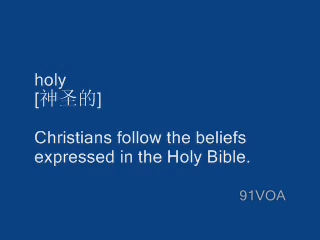 holy
[神圣的]
Christians follow the beliefs
expressed in the Holy Bible.
91VOA